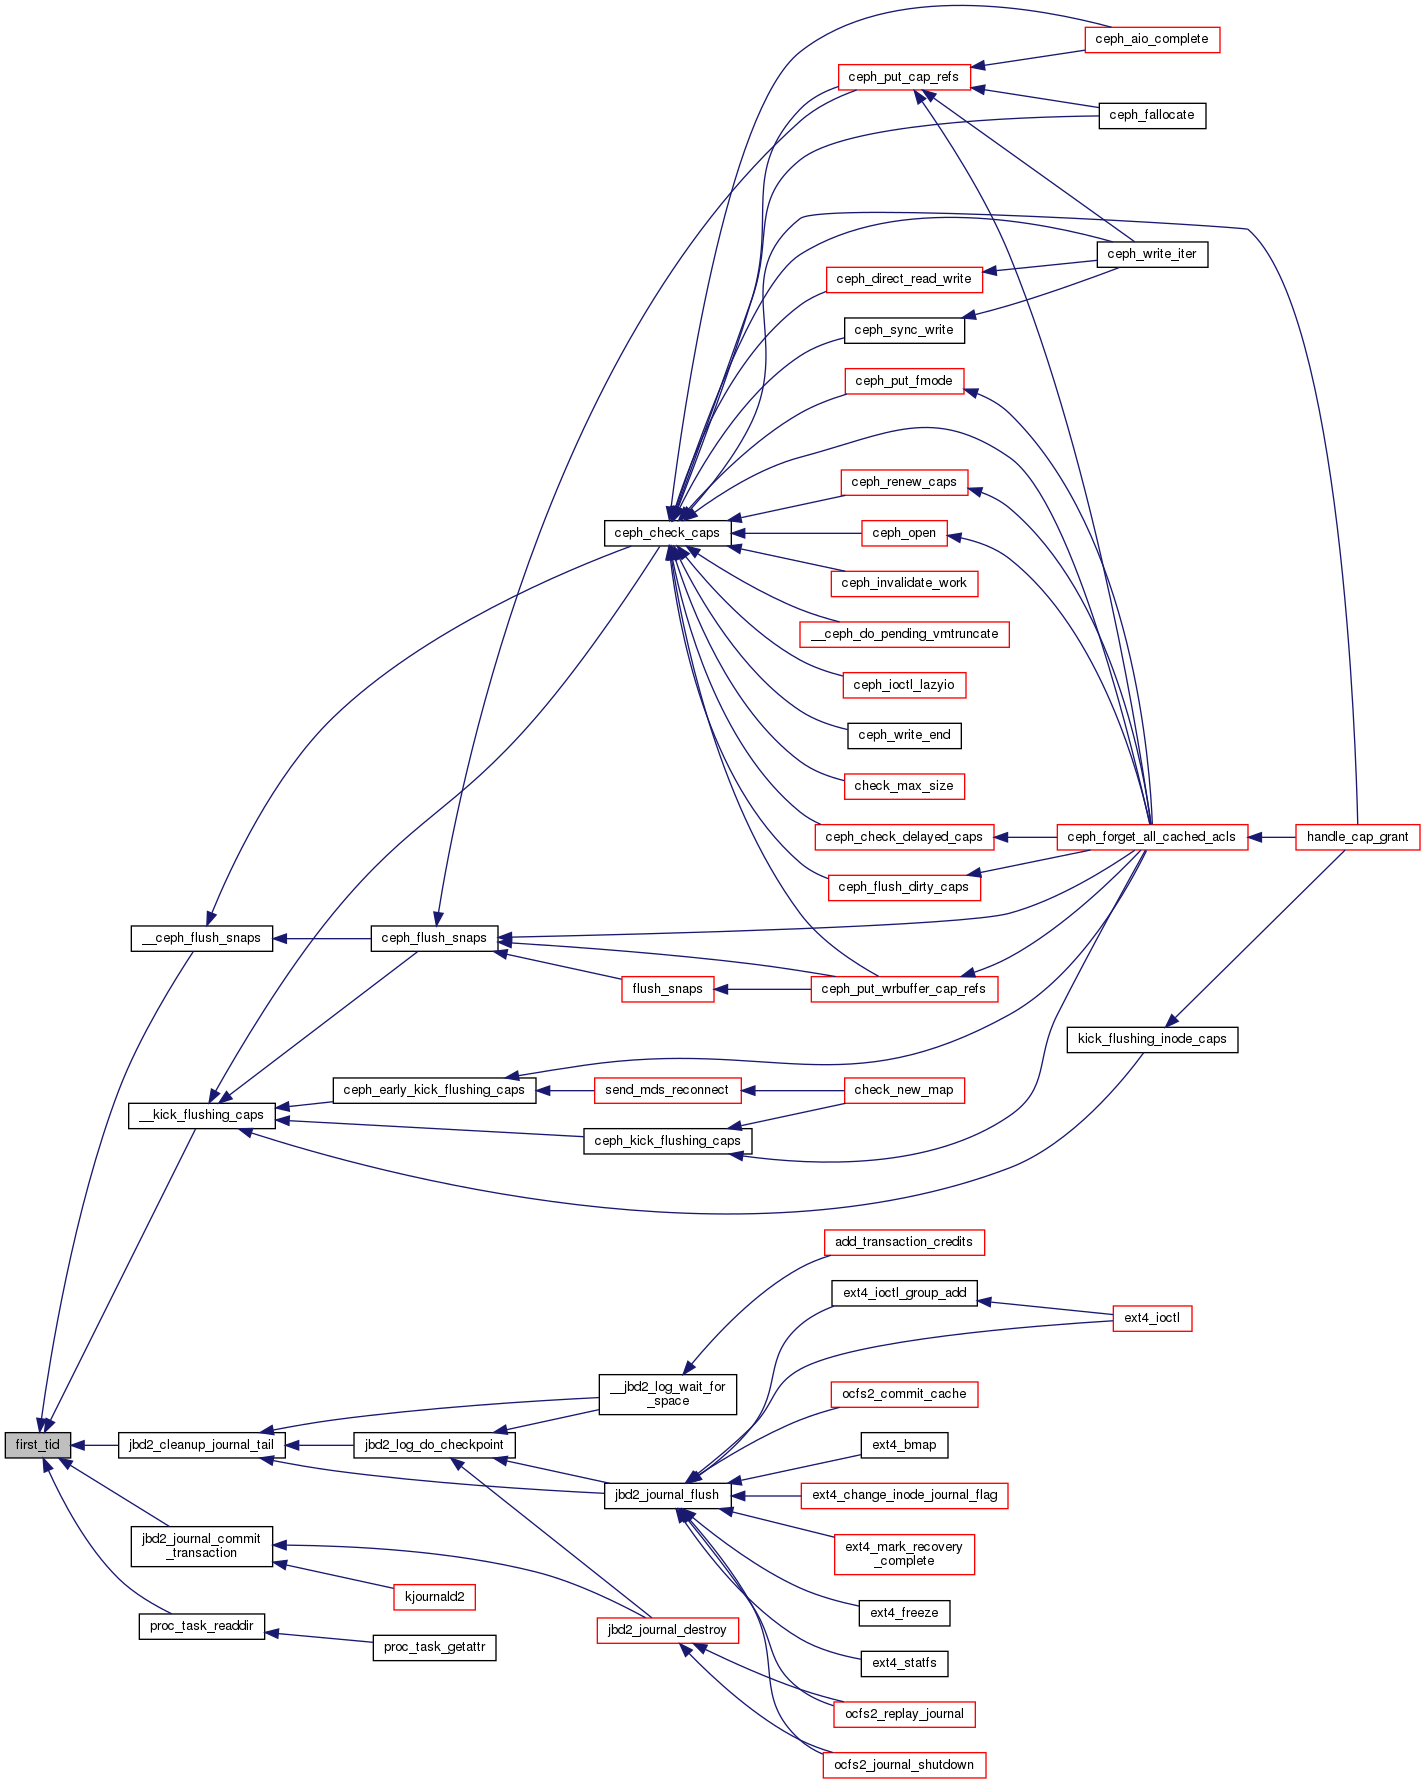 ceph_aio_complete
ceph_put_cap_refs
ceph_fallocate
ceph_write_iter
ceph_direct_read_write
ceph_sync_write
ceph_put_fmode
ceph_renew_caps
ceph_check_caps
ceph_open
ceph_invalidate_work
__ceph_do_pending_vmtruncate
ceph_ioctl_lazyio
ceph_write_end
check_max_size
ceph_check_delayed_caps
ceph_forget_all_cached_acls
handle_cap_grant
ceph_flush_dirty_caps
__ceph_flush_snaps
ceph_flush_snaps
flush_snaps
ceph_put_wrbuffer_cap_refs
kick_flushing_inode_caps
ceph_early_kick_flushing_caps
send_mds_reconnect
check_new_map
__kick_flushing_caps
ceph_kick_flushing_caps
add_transaction_credits
ext4_ioctl_group_add
ext4_ioctl
__jbd2_log_wait_for
_space
ocfs2_commit_cache
first_tid
jbd2_cleanup_journal_tail
jbd2_log_do_checkpoint
ext4_bmap
jbd2_journal_flush
ext4_change_inode_journal_flag
jbd2_journal_commit
_transaction
ext4_mark_recovery
_complete
kjournald2
ext4_freeze
proc_task_readdir
jbd2_journal_destroy
proc_task_getattr
ext4_statfs
ocfs2_replay_journal
ocfs2_journal_shutdown